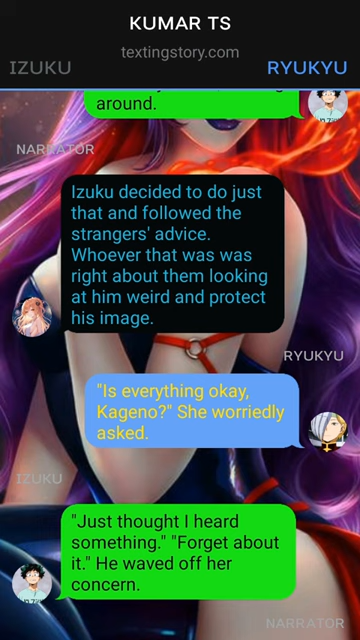 KUMAR TS
textingstory.com
IZUKU
RYUKYU
around.
NARRATOR
Izuku decided to do just
that and followed the
strangers' advice.
Whoever that was was
right about them looking
at him weird and protect
his image.
RYUKYU
"Is everything okay,
Kageno?" She worriedly
asked.
IZUKU
"Just thought I heard
something." "Forget about
it." He waved off her
concern.
NARRATOR